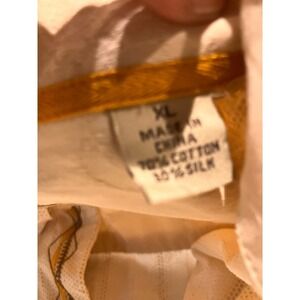 XL
MADE IN
CHINA
70% COTTON
30% SILK